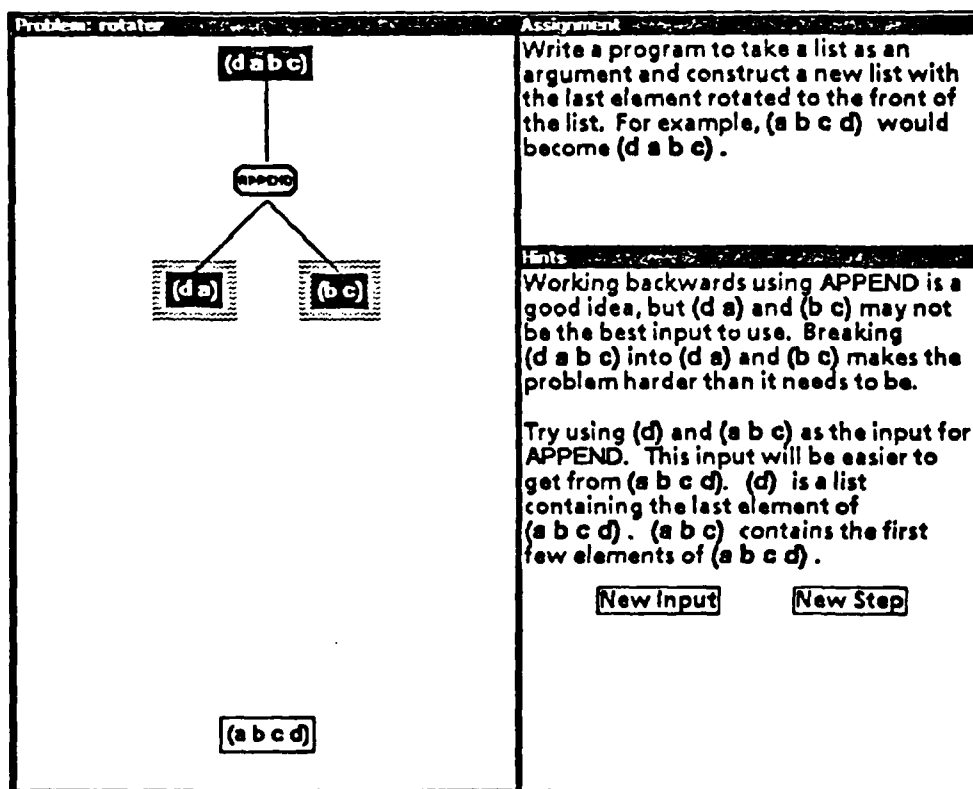 Problem: rotater
(d a b c)
APPEND
(d a)
(b c)
(a b c d)
Assignment
Write a program to take a list as an
argument and construct a new list with
the last element rotated to the front of
the list. For example, (a b c d) would
become (d a b c).
Hints
Working backwards using APPEND is a
good idea, but (d a) and (b c) may not
be the best input to use. Breaking
(d a b c) into (d a) and (b c) makes the
problem harder than it needs to be.
Try using (d) and (a b c) as the input for
APPEND. This input will be easier to
get from (a b c d). (d) is a list
containing the last element of
(a b c d). (a b c) contains the first
few elements of (a b c d).
New Input
New Step